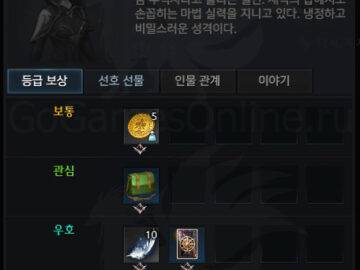 손꼽히는 마법 실력을 지니고 있다. 냉정하고
비밀스러운 성격이다.
등급 보상
선호 선물
인물 관계
이야기
보통
5
관심
우호
10